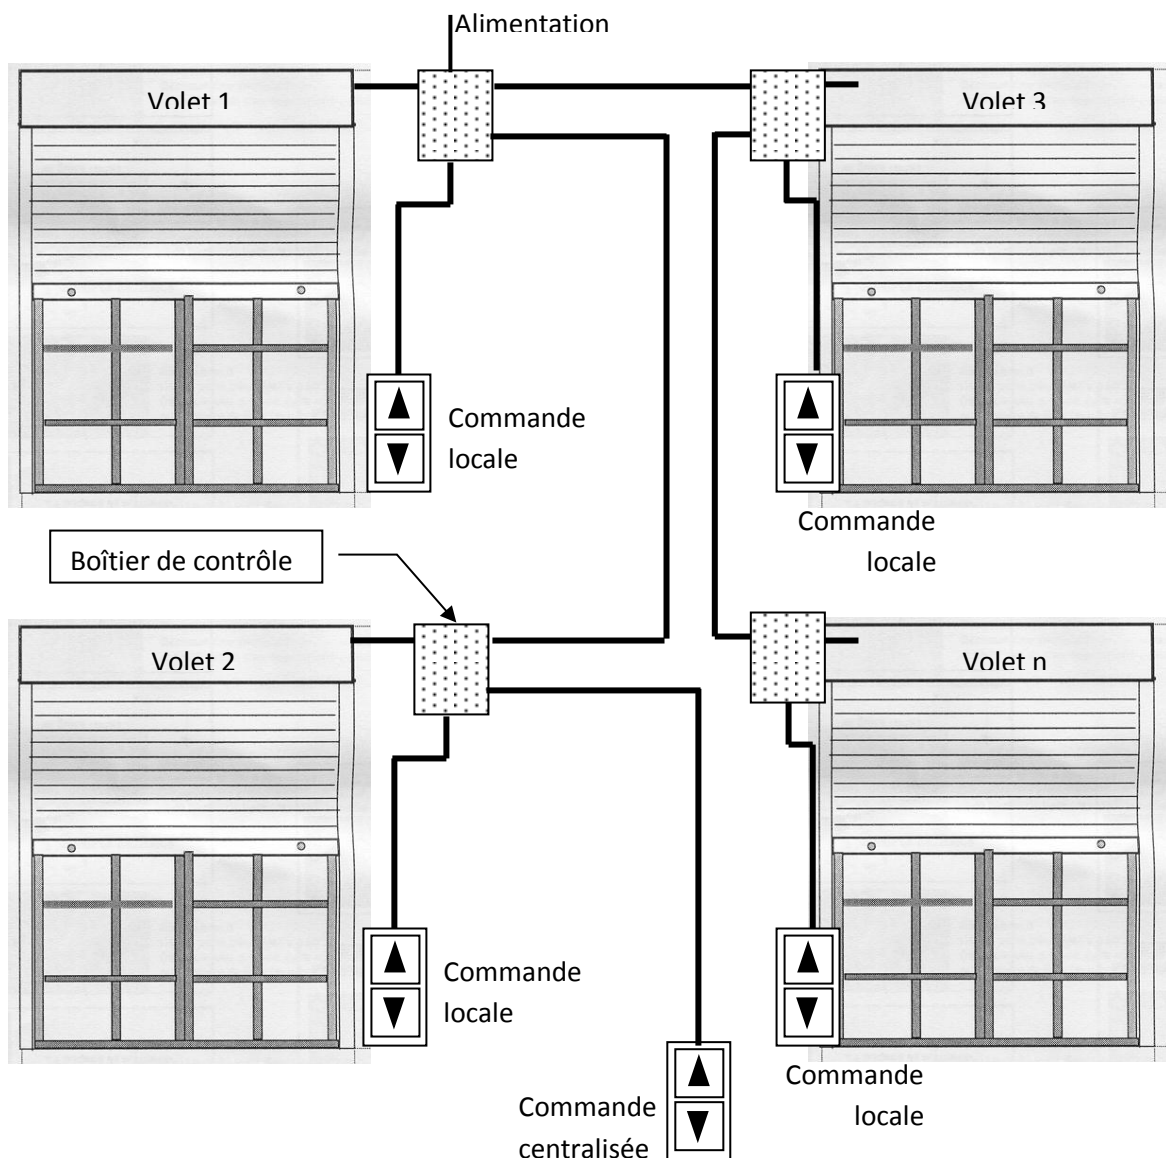 Alimentation
Volet 1
Volet 3
Commande
locale
Commande
locale
Boîtier de contrôle
Volet 2
Volet n
Commande
locale
Commande
locale
Commande
centralisée